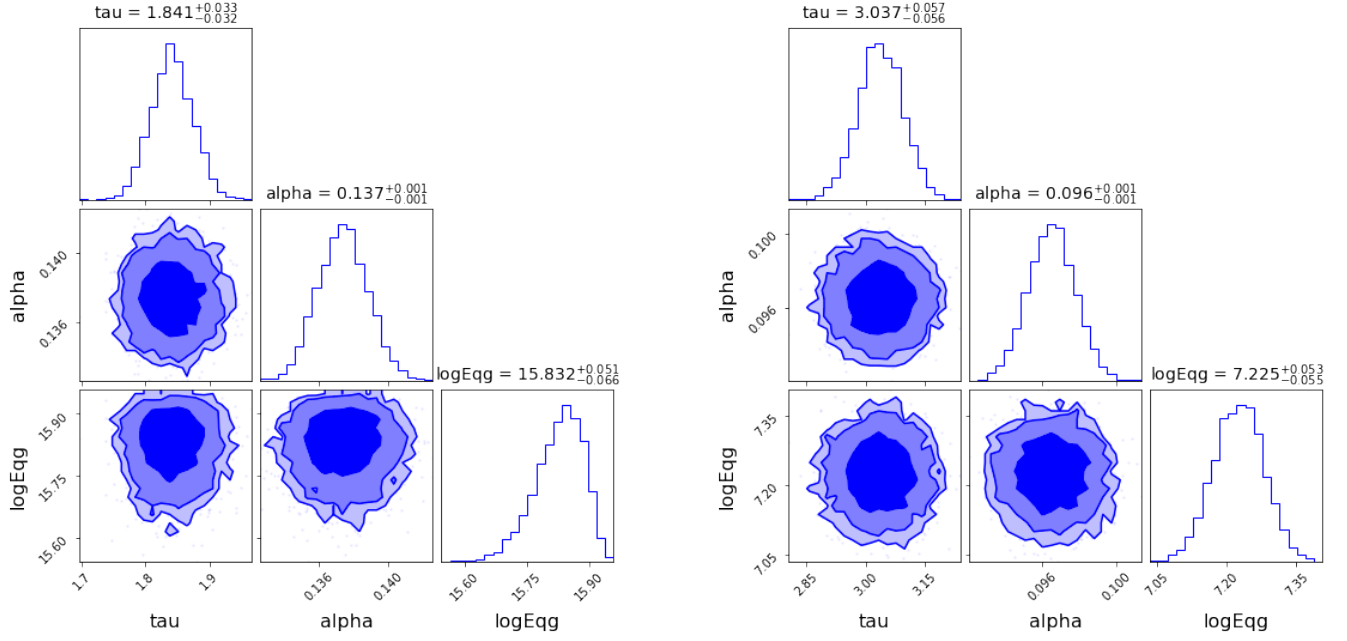 tau = 1.841+0.033−0.032
alpha = 0.137+0.001−0.001
logEqg = 15.832+0.051−0.066
alpha
0.140
0.136
logEqg
15.90
15.75
15.60
1.7 1.8 1.9
0.136 0.140
15.60 15.75 15.90
tau
alpha
logEqg
tau = 3.037+0.057−0.056
alpha = 0.096+0.001−0.001
logEqg = 7.225+0.053−0.055
alpha
0.100
0.096
logEqg
7.35
7.20
7.05
2.85 3.00 3.15
0.096 0.100
7.05 7.20 7.35
tau
alpha
logEqg